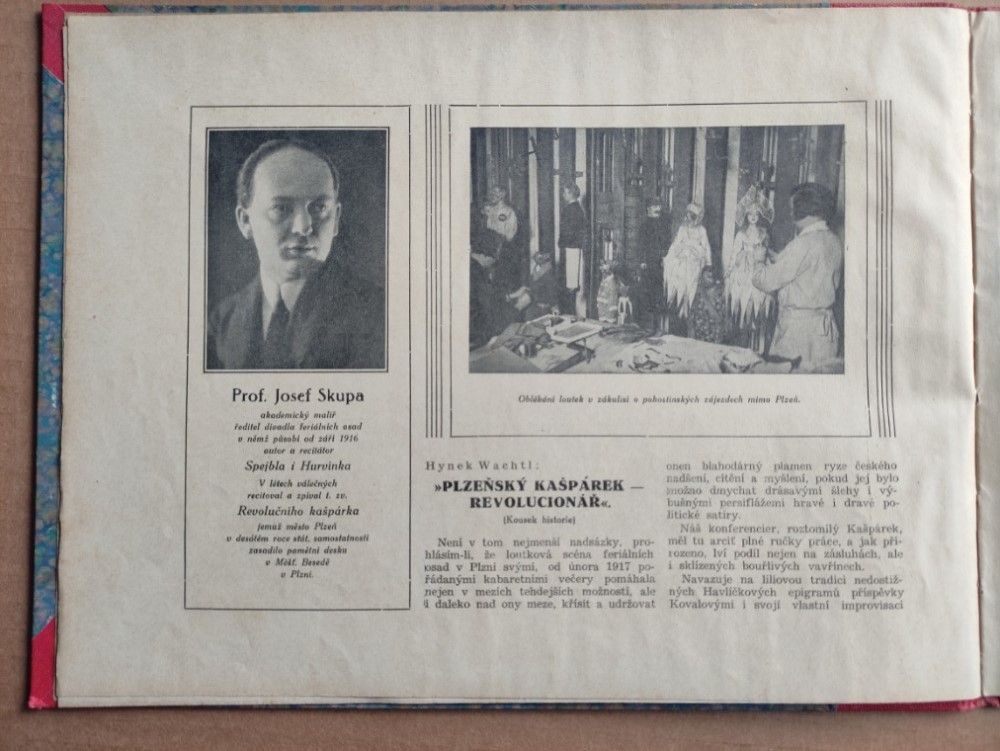 Prof. Josef Skupa
akademický malíř
ředitel divadla feriálních osad
v němž působí od září 1916
autor a recitátor
Spejbla i Hurvínka
V létech válečných
recitoval a zpíval t. zv.
Revolučního kašpárka
jemuž město Plzeň
v desátém roce stát. samostatnosti
zasadilo pamětní desku
v Měšť. Besedě
v Plzni.
Oblékání loutek v zákulisí o pohostinských zájezdech mimo Plzeň.
Hynek Wachtl:
»PLZEŇSKÝ KAŠPÁREK —
REVOLUCIONÁŘ«.
(Kousek historie)
Není v tom nejmenší nadsázky, pro-
hlásím-li, že loutková scéna feriálních
osad v Plzni svými, od února 1917 po-
řádanými kabaretními večery pomáhala
nejen v mezích tehdejších možností, ale
i daleko nad ony meze, křísit a udržovat
onen blahodárný plamen ryze českého
nadšení, cítění a myšlení, pokud jej bylo
možno dmychat drásavými šlehy i vý-
bušnými persiflážemi hravé i dravé po-
litické satiry.
Náš konferencier, roztomilý Kašpárek,
měl tu arciť plné ručky práce, a jak při-
rozeno, lví podíl nejen na zásluhách, ale
i sklizených bouřlivých vavřínech.
Navazuje na liliovou tradici nedostiž-
ných Havlíčkových epigramů příspěvky
Kovalovými i svojí vlastní improvisací